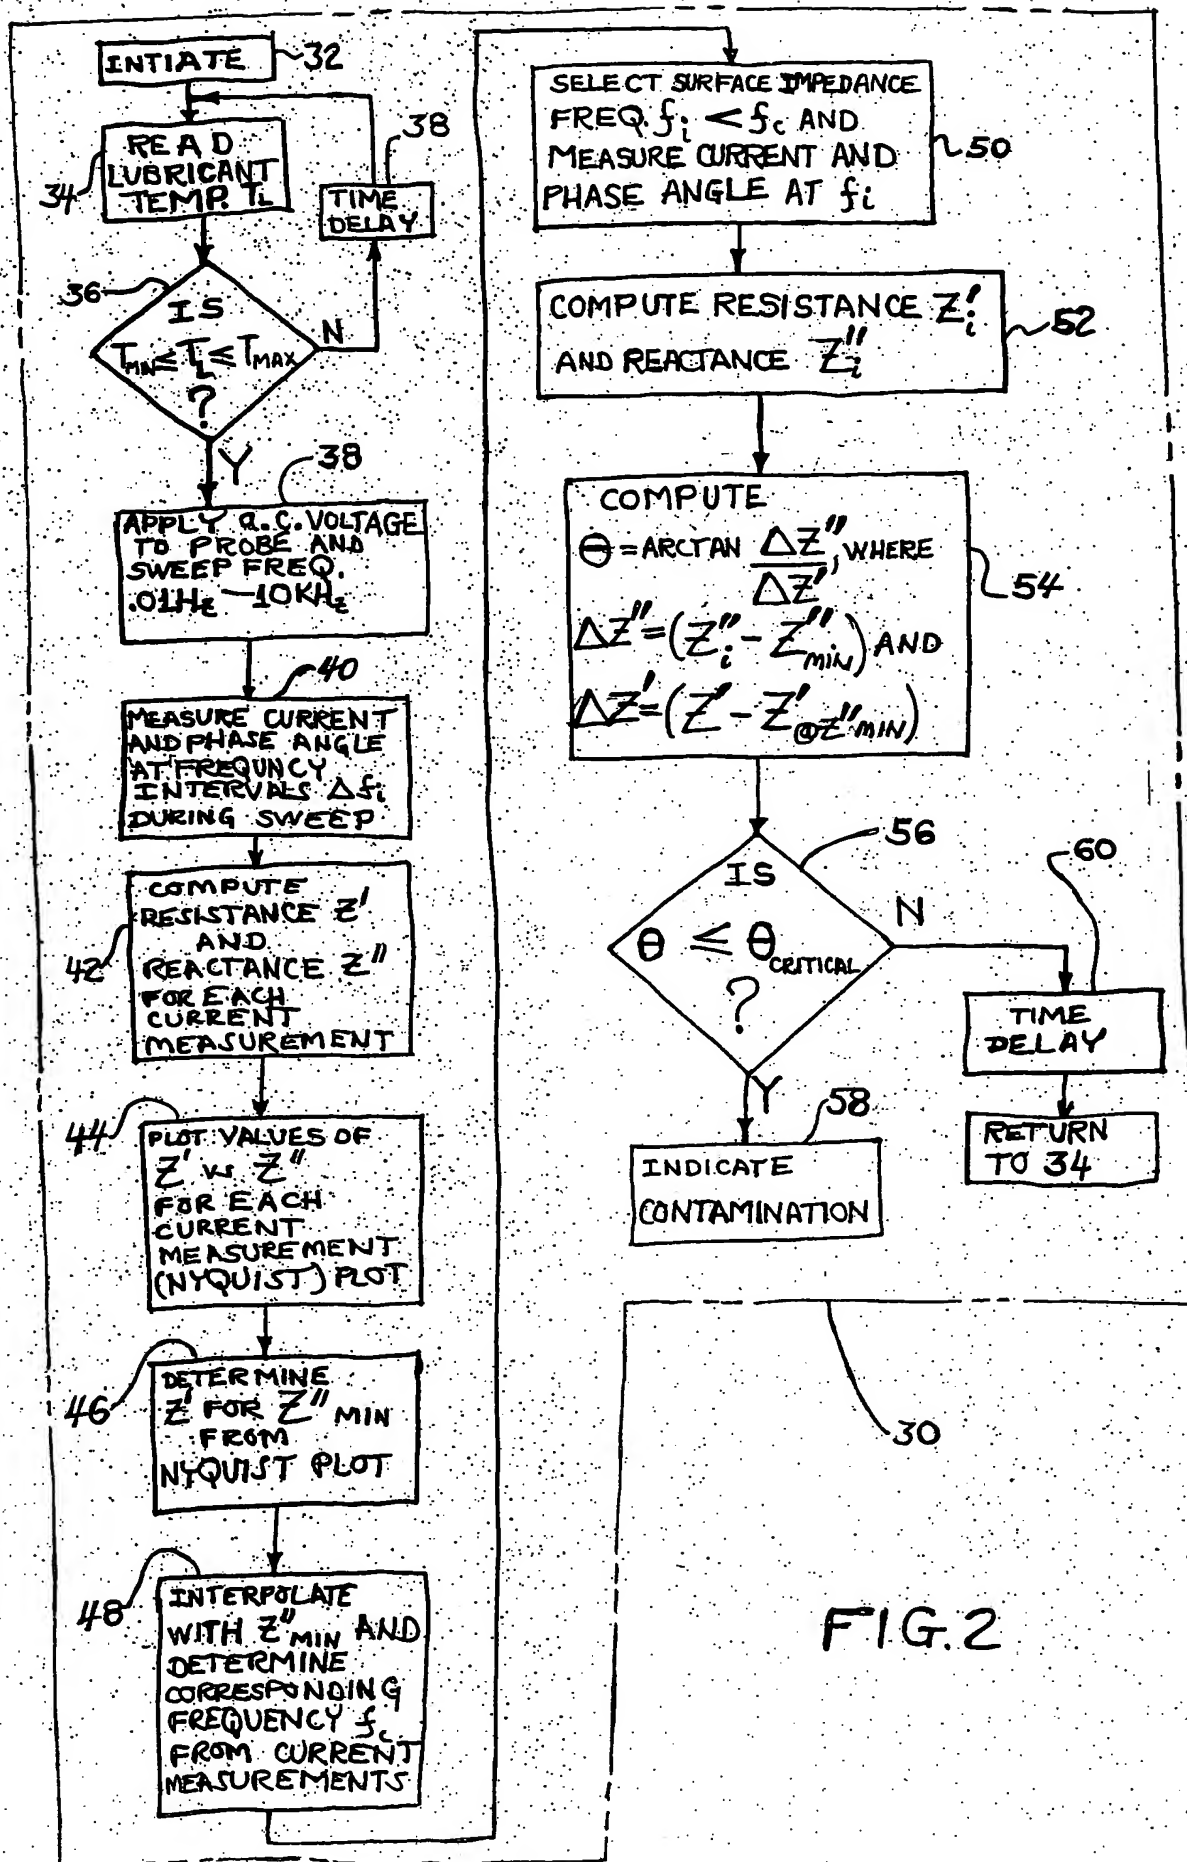 INTIATE
32
READ
LUBRICANT
TEMP. TL
34
38
TIME
DELAY
36
IS
TMIN ≤ TL ≤ TMAX
?
N
Y
38
APPLY a.c. VOLTAGE
TO PROBE AND
SWEEP FREQ.
.01Hz — 10KHz
40
MEASURE CURRENT
AND PHASE ANGLE
AT FREQUNCY
INTERVALS Δfi
DURING SWEEP
COMPUTE
RESISTANCE Z'
AND
REACTANCE Z''
FOR EACH
CURRENT
MEASUREMENT
42
44
PLOT VALUES OF
Z' vs Z''
FOR EACH
CURRENT
MEASUREMENT
(NYQUIST) PLOT
46
DETERMINE
Z' FOR Z''MIN
FROM
NYQUIST PLOT
48
INTERPOLATE
WITH Z''MIN AND
DETERMINE
CORRESPONDING
FREQUENCY fc
FROM CURRENT
MEASUREMENTS
SELECT SURFACE IMPEDANCE
FREQ. fi < fc AND
MEASURE CURRENT AND
PHASE ANGLE AT fi
50
COMPUTE RESISTANCE Zi'
AND REACTANCE Zi''
52
COMPUTE
θ = ARCTAN ΔZ''/ΔZ', WHERE
ΔZ'' = (Zi'' - Z''MIN) AND
ΔZ' = (Z' - Z'@Z''MIN)
54
56
IS
θ ≤ θCRITICAL
?
N
Y
60
TIME
DELAY
RETURN
TO 34
58
INDICATE
CONTAMINATION
30
FIG.2